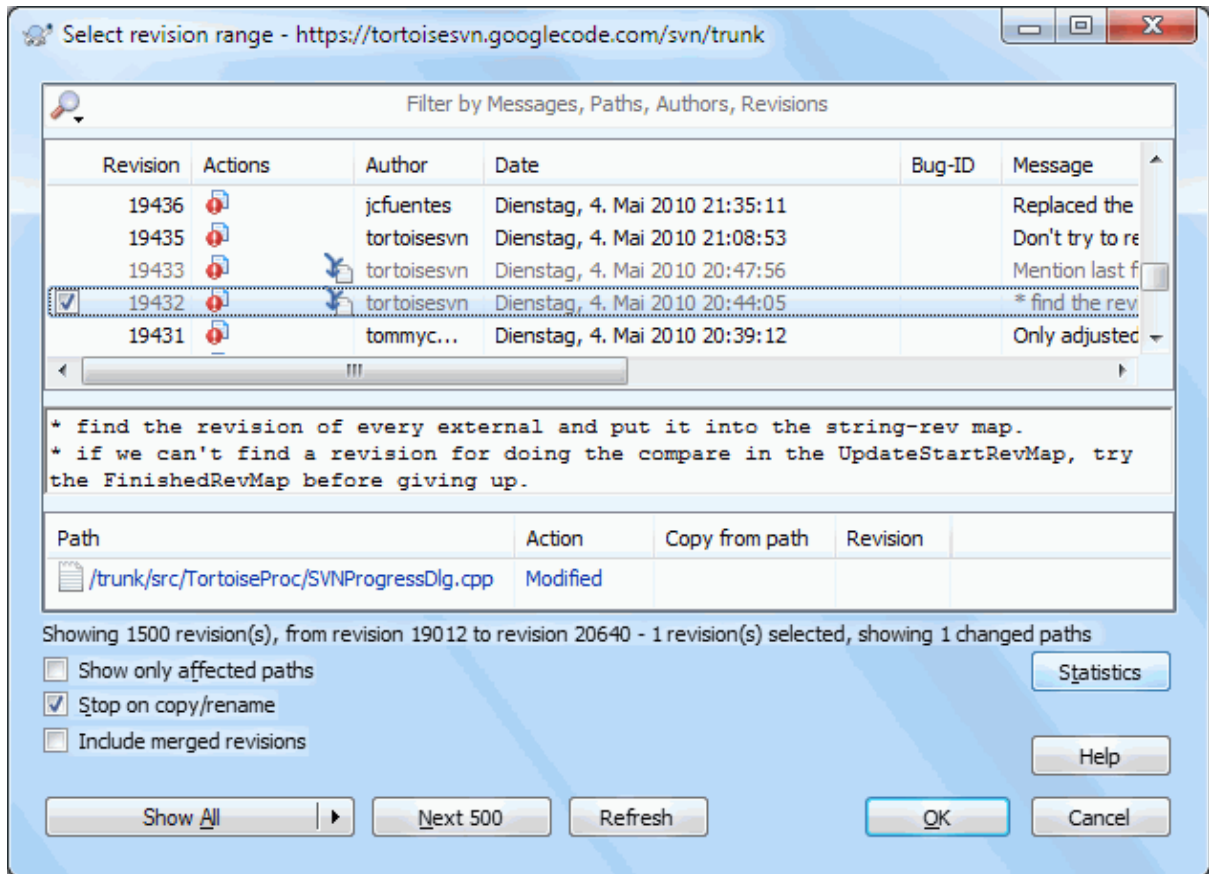 Select revision range - https://tortoisesvn.googlecode.com/svn/trunk
Filter by Messages, Paths, Authors, Revisions
Revision Actions Author Date Bug-ID Message
19436 jcfuentes Dienstag, 4. Mai 2010 21:35:11 Replaced the
19435 tortoisesvn Dienstag, 4. Mai 2010 21:08:53 Don't try to re
19433 tortoisesvn Dienstag, 4. Mai 2010 20:47:56 Mention last f
19432 tortoisesvn Dienstag, 4. Mai 2010 20:44:05 * find the rev
19431 tommyc... Dienstag, 4. Mai 2010 20:39:12 Only adjusted
* find the revision of every external and put it into the string-rev map.
* if we can't find a revision for doing the compare in the UpdateStartRevMap, try
the FinishedRevMap before giving up.
Path Action Copy from path Revision
/trunk/src/TortoiseProc/SVNProgressDlg.cpp Modified
Showing 1500 revision(s), from revision 19012 to revision 20640 - 1 revision(s) selected, showing 1 changed paths
Show only affected paths
Statistics
Stop on copy/rename
Include merged revisions
Help
Show All Next 500 Refresh OK Cancel